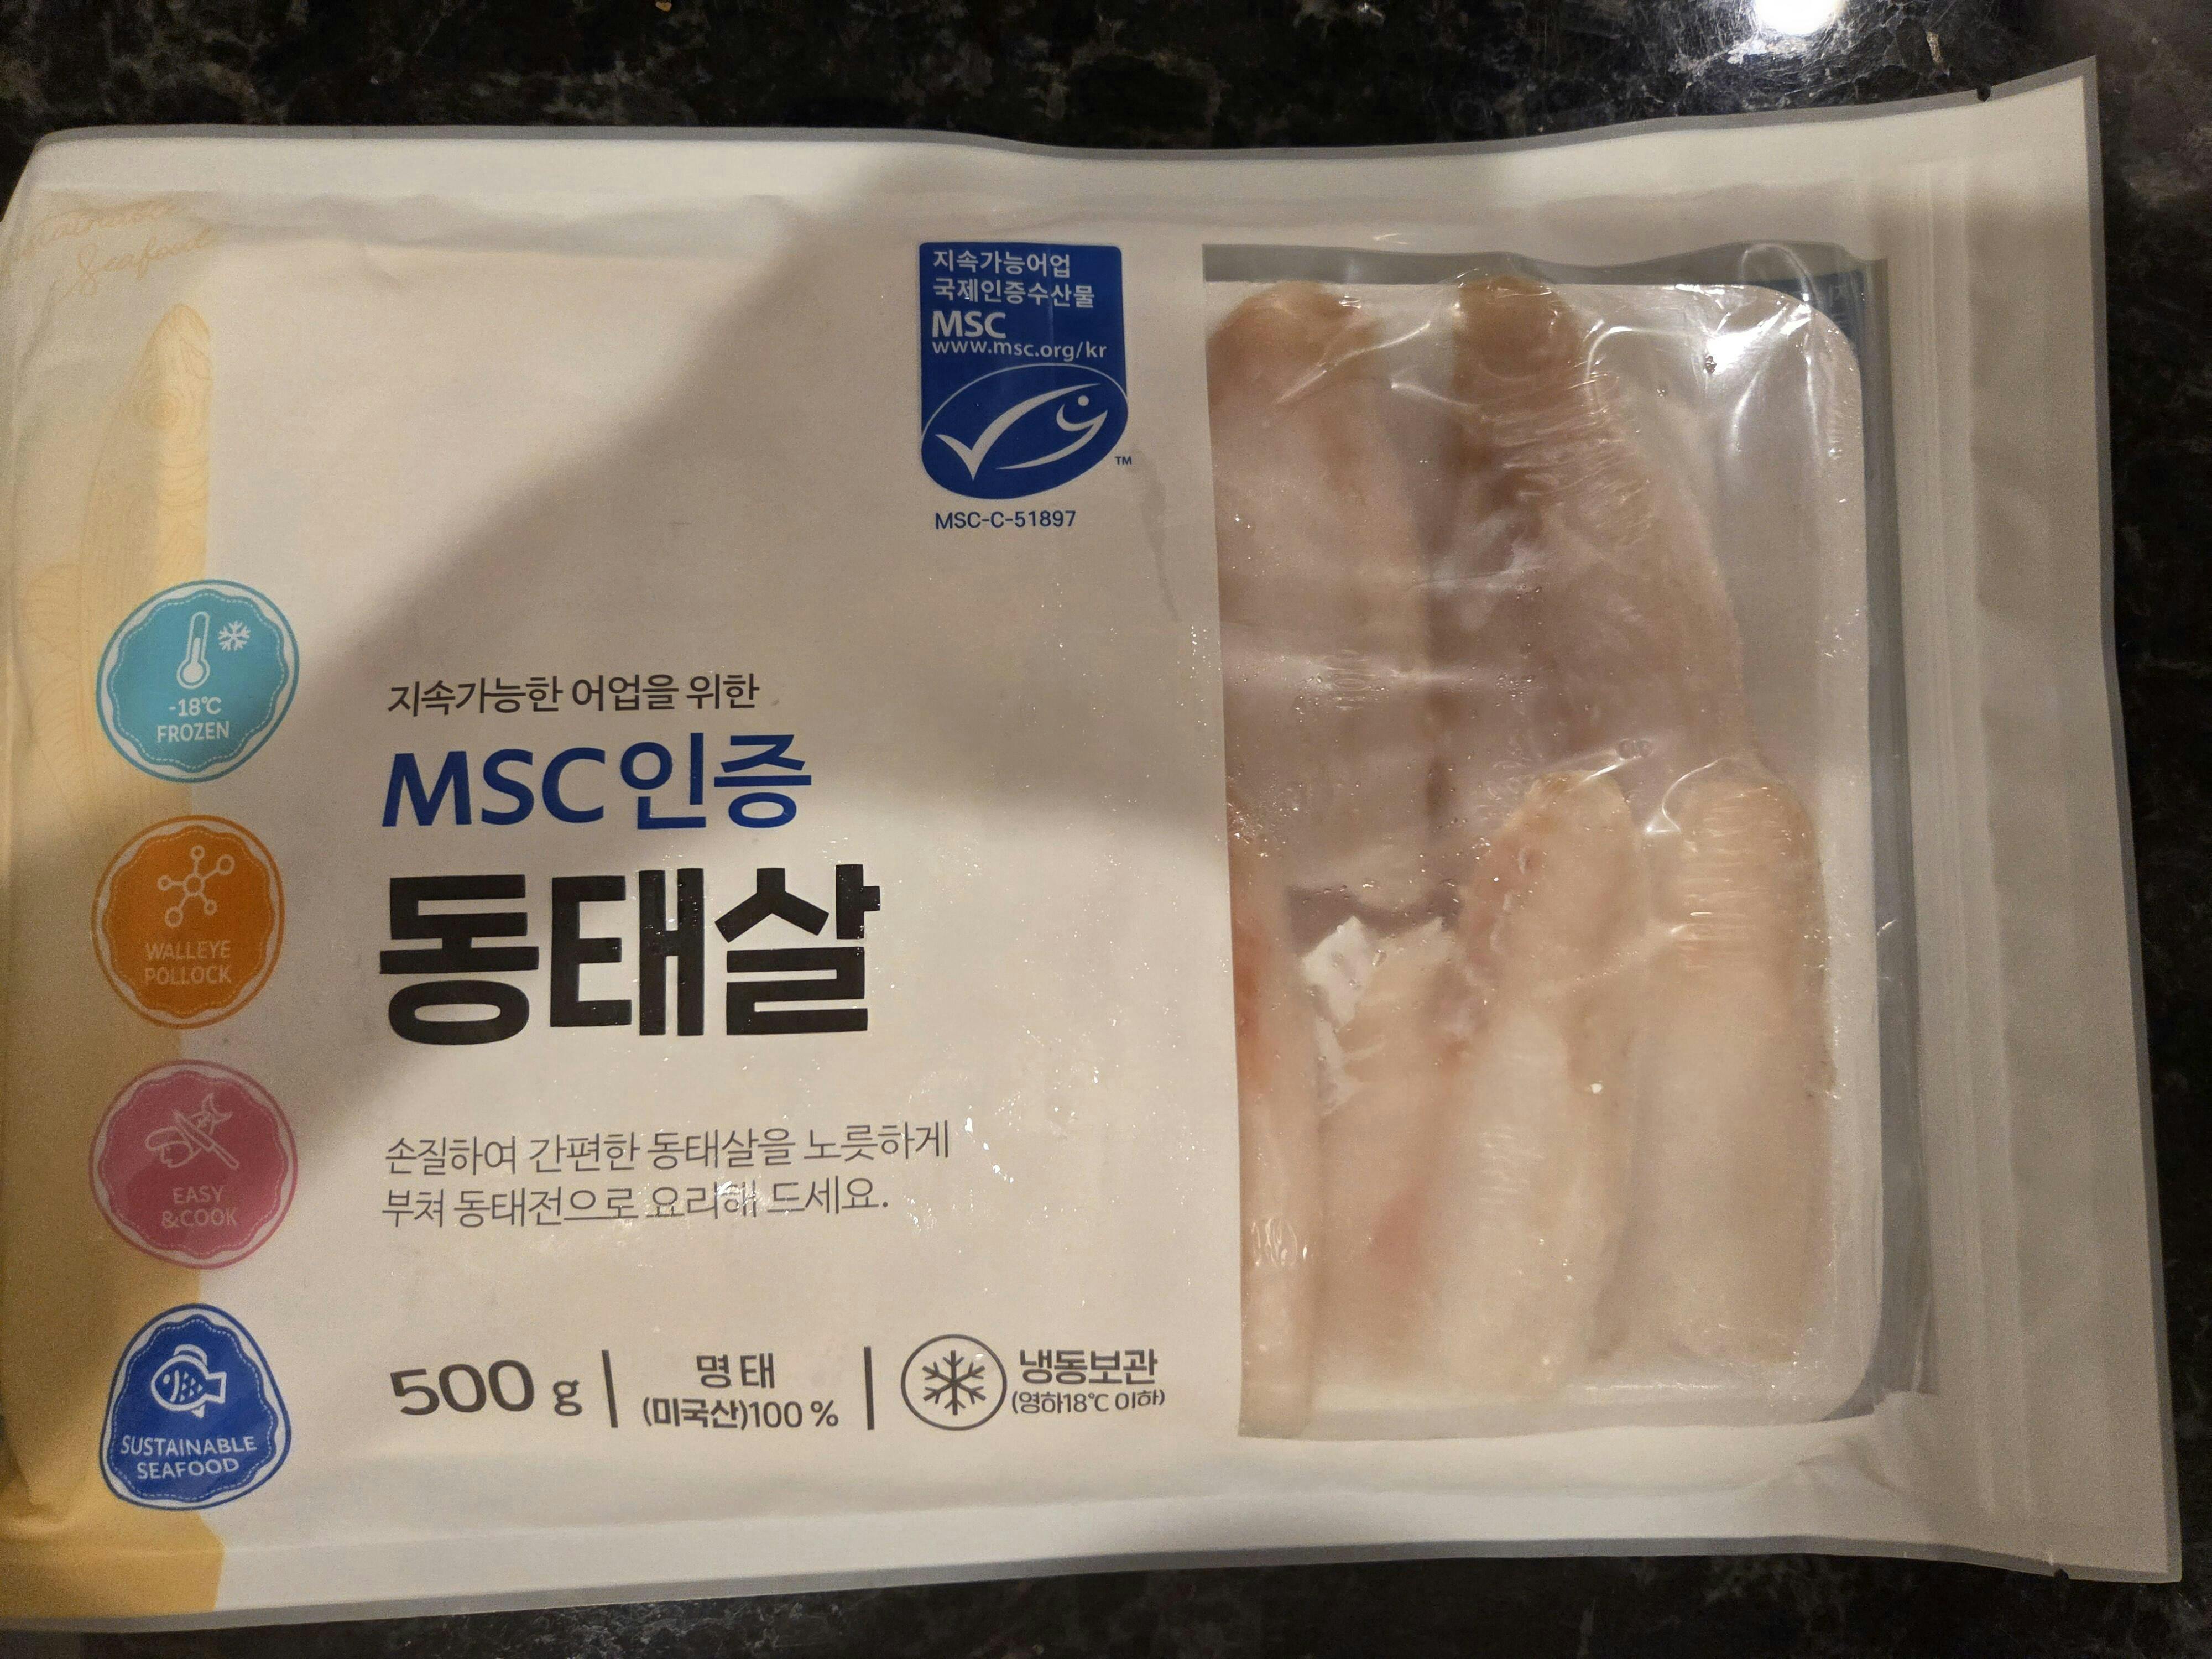 Seafood
지속가능어업
국제인증수산물
MSC
www.msc.org/kr
TM
MSC-C-51897
-18℃
FROZEN
WALLEYE
POLLOCK
EASY
&COOK
SUSTAINABLE
SEAFOOD
지속가능한 어업을 위한
MSC인증
동태살
손질하여 간편한 동태살을 노릇하게
부쳐 동태전으로 요리해 드세요.
500 g
명태
(미국산)100 %
냉동보관
(영하18℃ 이하)